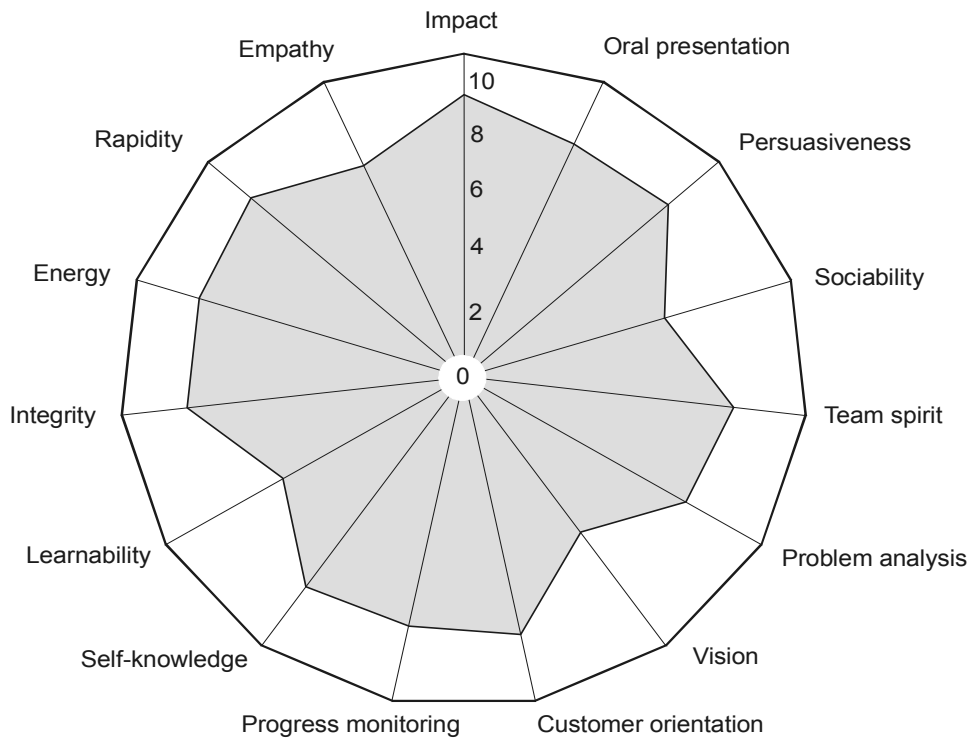 Impact
Oral presentation
Persuasiveness
Sociability
Team spirit
Problem analysis
Vision
Customer orientation
Progress monitoring
Self-knowledge
Learnability
Integrity
Energy
Rapidity
Empathy
10
8
6
4
2
0